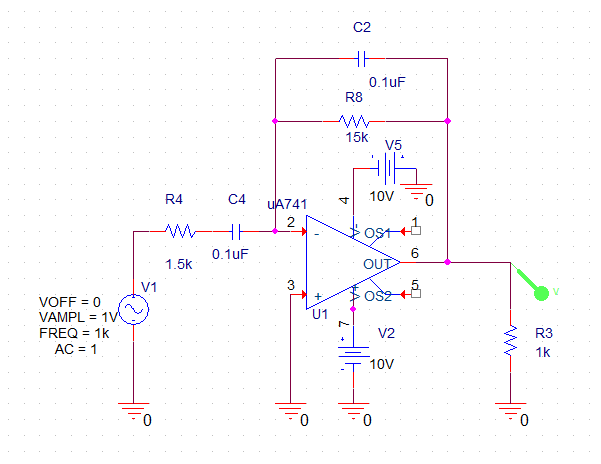 C2
0.1uF
R8
15k
V5
10V
0
R4
1.5k
C4
0.1uF
uA741
2
-
4
V-
OS1
1
OUT
6
3
+
V+
OS2
5
U1
7
V
V1
VOFF = 0
VAMPL = 1V
FREQ = 1k
AC = 1
V2
10V
R3
1k
0
0
0
0